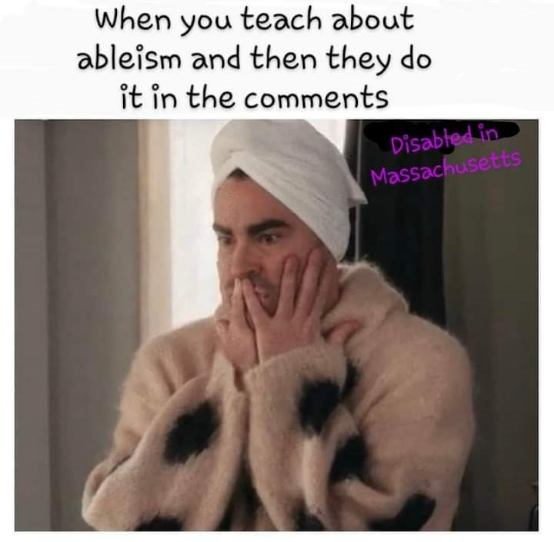 When you teach about
ableism and then they do
it in the comments
Disabled in
Massachusetts